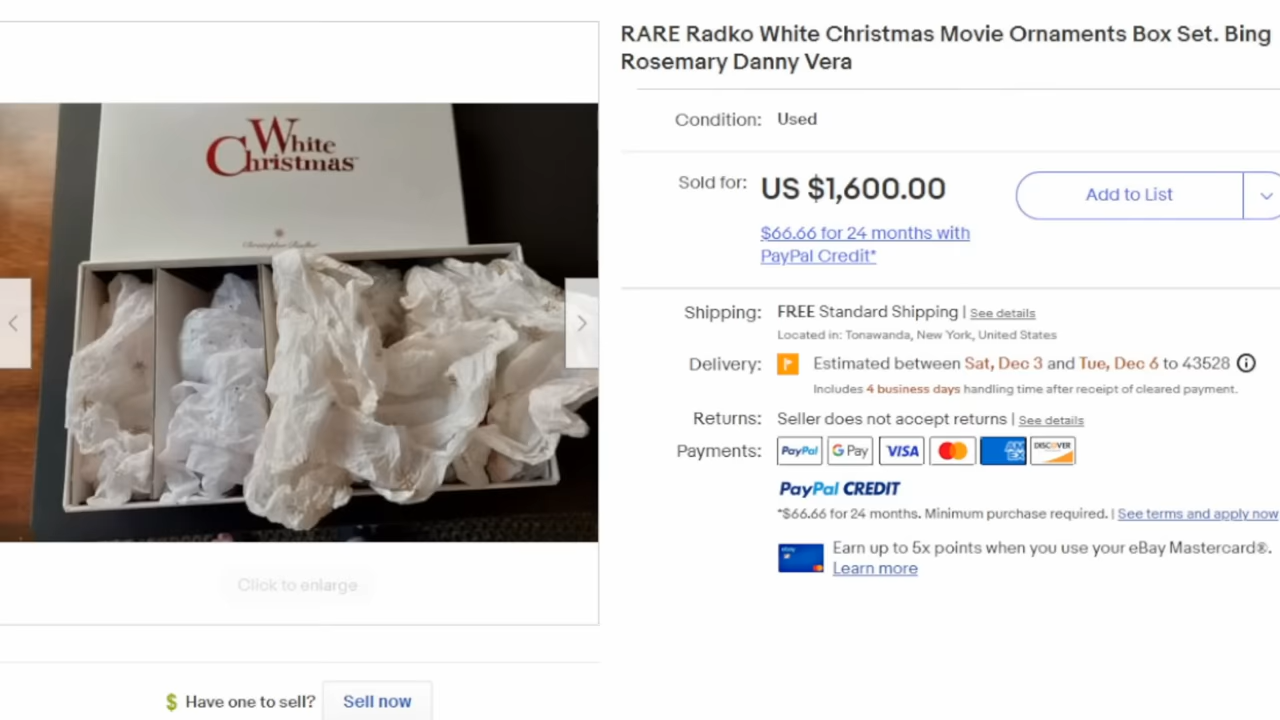 RARE Radko White Christmas Movie Ornaments Box Set. Bing
Rosemary Danny Vera
White
Christmas™
Christopher Radko
Condition: Used
Sold for: US $1,600.00
Add to List
$66.66 for 24 months with
PayPal Credit*
Shipping: FREE Standard Shipping | See details
Located in: Tonawanda, New York, United States
Delivery: Estimated between Sat, Dec 3 and Tue, Dec 6 to 43528
Includes 4 business days handling time after receipt of cleared payment.
Returns: Seller does not accept returns | See details
Payments: PayPal G Pay VISA AM EX DISCOVER
PayPal CREDIT
*$66.66 for 24 months. Minimum purchase required. | See terms and apply now
ebay
Earn up to 5x points when you use your eBay Mastercard®.
Learn more
Click to enlarge
$ Have one to sell? Sell now